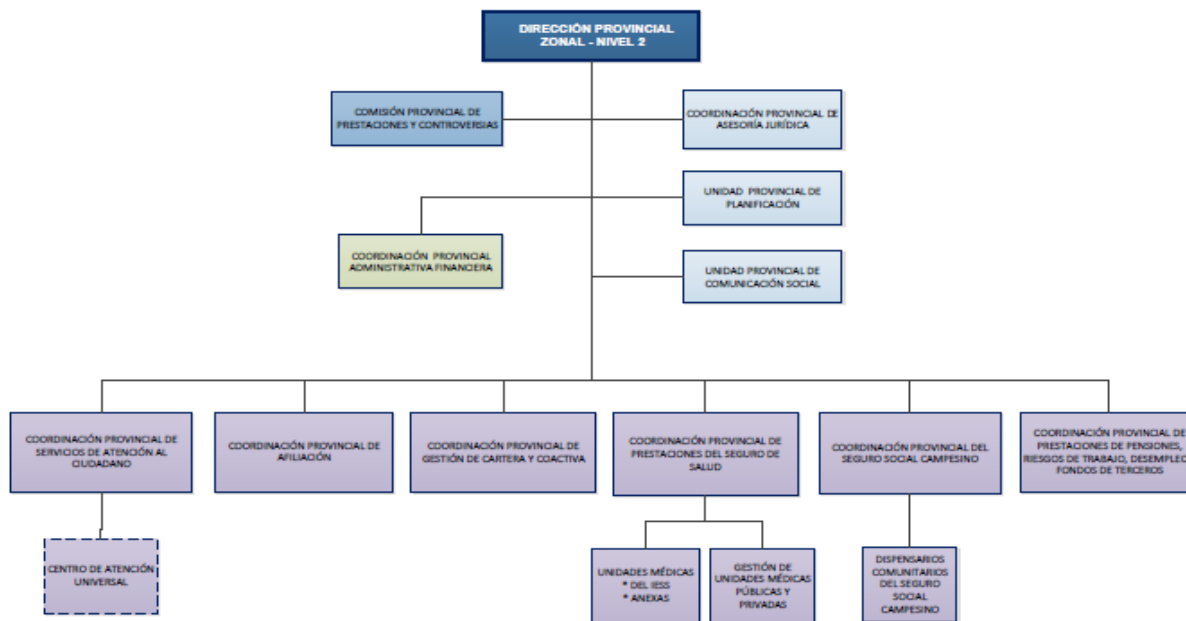 DIRECCIÓN PROVINCIAL
ZONAL - NIVEL 2
COMISIÓN PROVINCIAL DE
PRESTACIONES Y CONTROVERSIAS
COORDINACIÓN PROVINCIAL DE
ASESORÍA JURÍDICA
UNIDAD PROVINCIAL DE
PLANIFICACIÓN
COORDINACIÓN PROVINCIAL
ADMINISTRATIVA FINANCIERA
UNIDAD PROVINCIAL DE
COMUNICACIÓN SOCIAL
COORDINACIÓN PROVINCIAL DE
SERVICIOS DE ATENCIÓN AL
CIUDADANO
COORDINACIÓN PROVINCIAL DE
AFILIACIÓN
COORDINACIÓN PROVINCIAL DE
GESTIÓN DE CARTERA Y COACTIVA
COORDINACIÓN PROVINCIAL DE
PRESTACIONES DEL SEGURO DE
SALUD
COORDINACIÓN PROVINCIAL DEL
SEGURO SOCIAL CAMPESINO
COORDINACIÓN PROVINCIAL DE
PRESTACIONES DE PENSIONES,
RIESGOS DE TRABAJO, DESEMPLEO
FONDOS DE TERCEROS
CENTRO DE ATENCIÓN
UNIVERSAL
UNIDADES MÉDICAS
* DEL IESS
* ANEXAS
GESTIÓN DE
UNIDADES MÉDICAS
PÚBLICAS Y
PRIVADAS
DISPENSARIOS
COMUNITARIOS
DEL SEGURO
SOCIAL
CAMPESINO